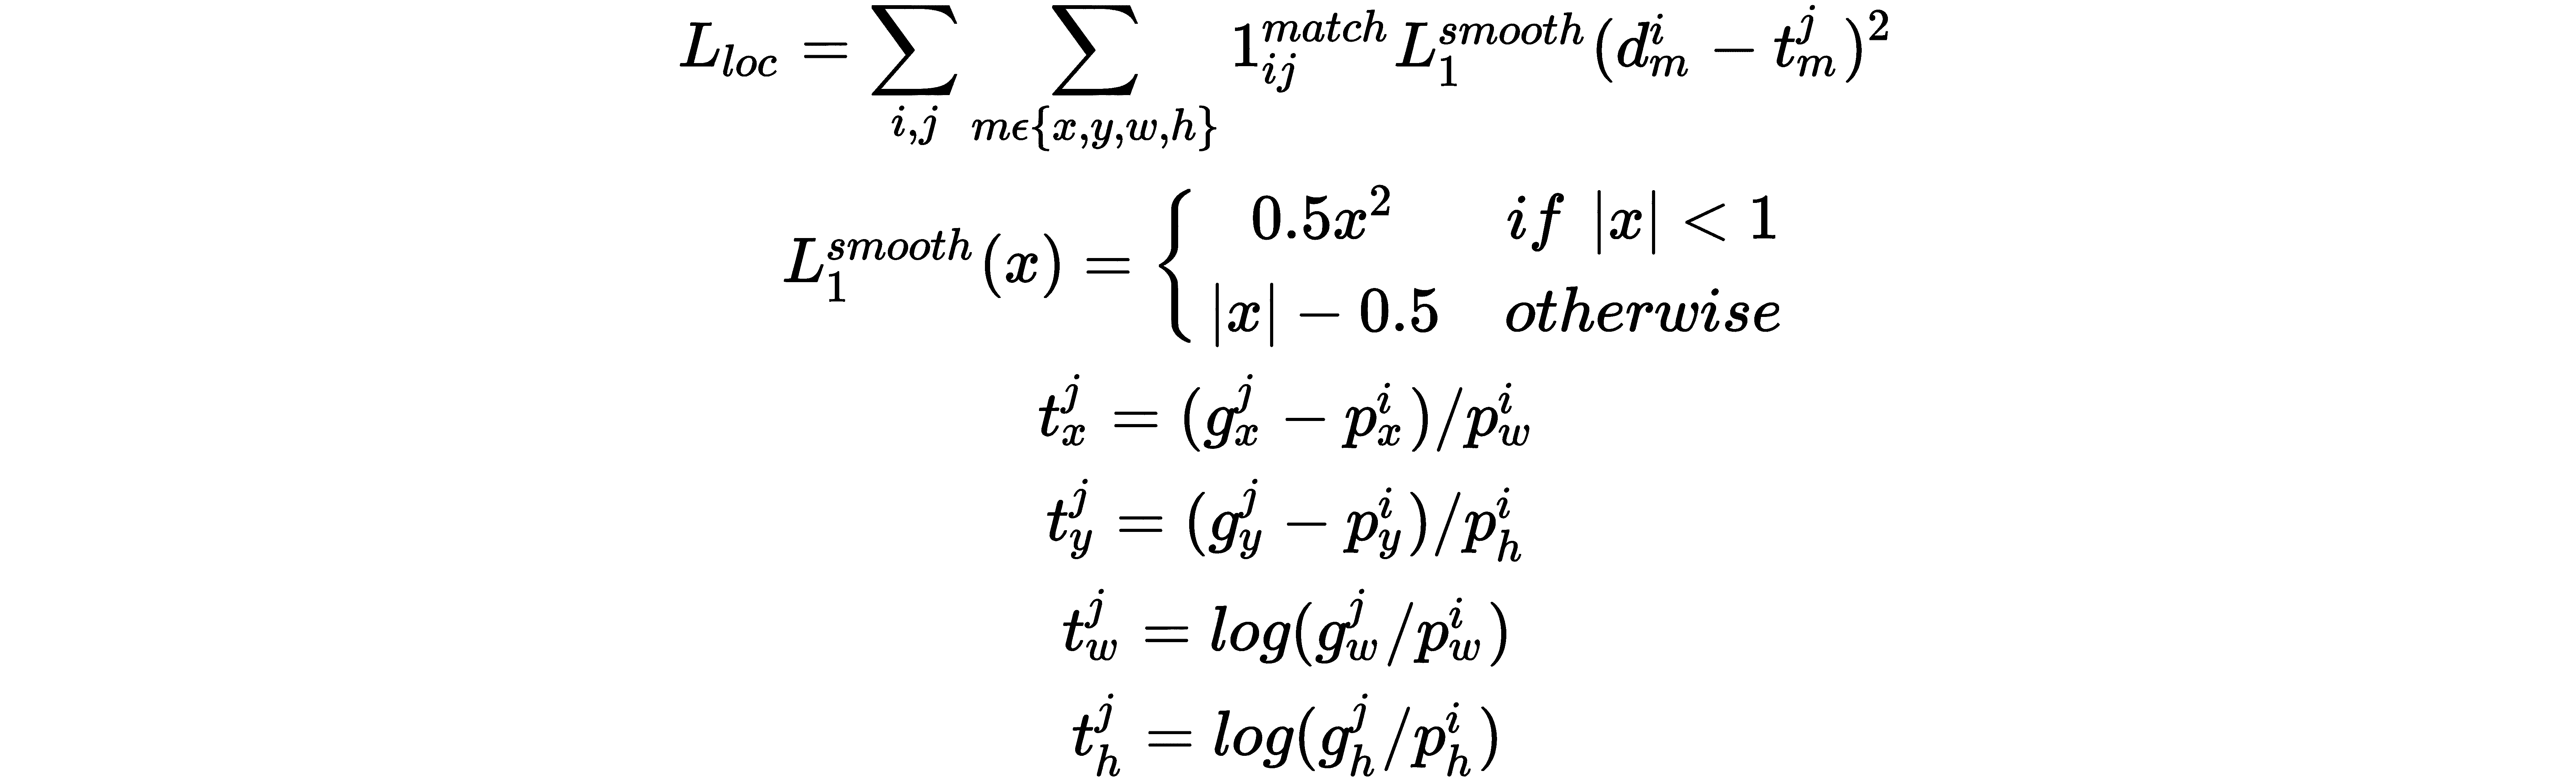 L_{loc} = \sum_{i,j} \sum_{m\epsilon\{x,y,w,h\}} 1_{ij}^{match} L_1^{smooth}(d_m^i - t_m^j)^2
L_1^{smooth}(x) = \begin{cases} 0.5x^2 & if \ |x| < 1 \\ |x| - 0.5 & otherwise \end{cases}
t_x^j = (g_x^j - p_x^i)/p_w^i
t_y^j = (g_y^j - p_y^i)/p_h^i
t_w^j = log(g_w^j/p_w^i)
t_h^j = log(g_h^j/p_h^i)